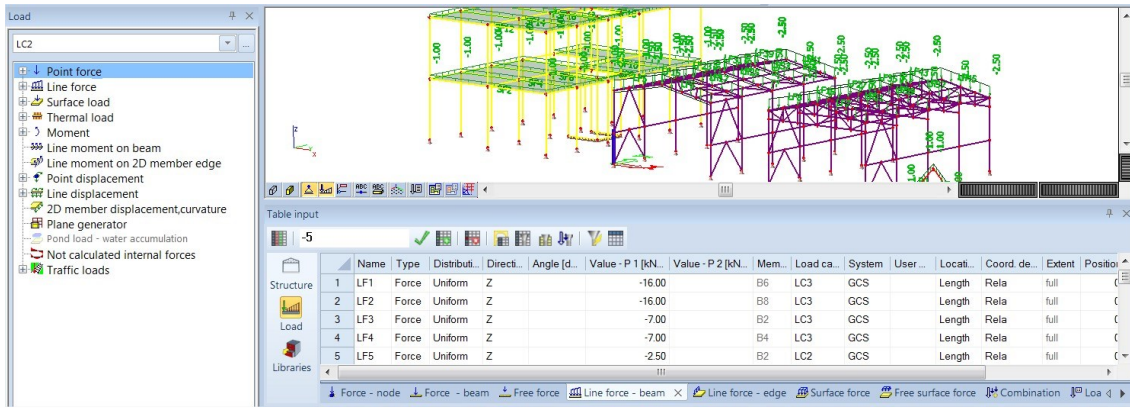 Load
LC2
Point force
Line force
Surface load
Thermal load
Moment
Line moment on beam
Line moment on 2D member edge
Point displacement
Line displacement
2D member displacement,curvature
Plane generator
Pond load - water accumulation
Not calculated internal forces
Traffic loads
-1.00
-1.00
-1.00
-2.50
-2.50
-2.50
-2.50
-2.50
-2.50
z
x
Table input
-5
Structure
Load
Libraries
Name Type Distributi... Directi... Angle [d... Value - P 1 [kN... Value - P 2 [kN... Mem... Load ca... System User ... Locati... Coord. de... Extent Position
1 LF1 Force Uniform Z -16.00 B6 LC3 GCS Length Rela full
2 LF2 Force Uniform Z -16.00 B8 LC3 GCS Length Rela full
3 LF3 Force Uniform Z -7.00 B2 LC3 GCS Length Rela full
4 LF4 Force Uniform Z -7.00 B4 LC3 GCS Length Rela full
5 LF5 Force Uniform Z -2.50 B2 LC2 GCS Length Rela full
Force - node Force - beam Free force Line force - beam Line force - edge Surface force Free surface force Combination Loa